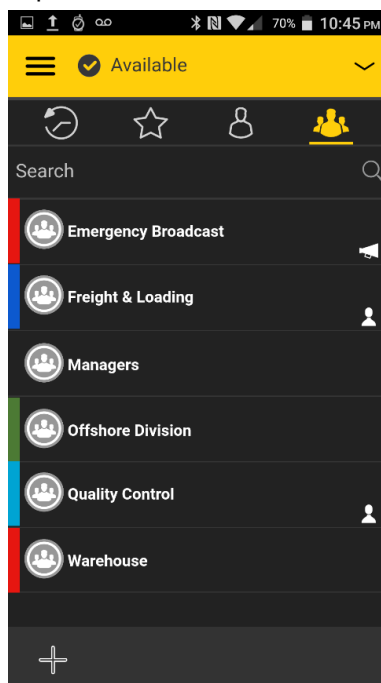 70% 10:45 PM
Available
Search
Emergency Broadcast
Freight & Loading
Managers
Offshore Division
Quality Control
Warehouse